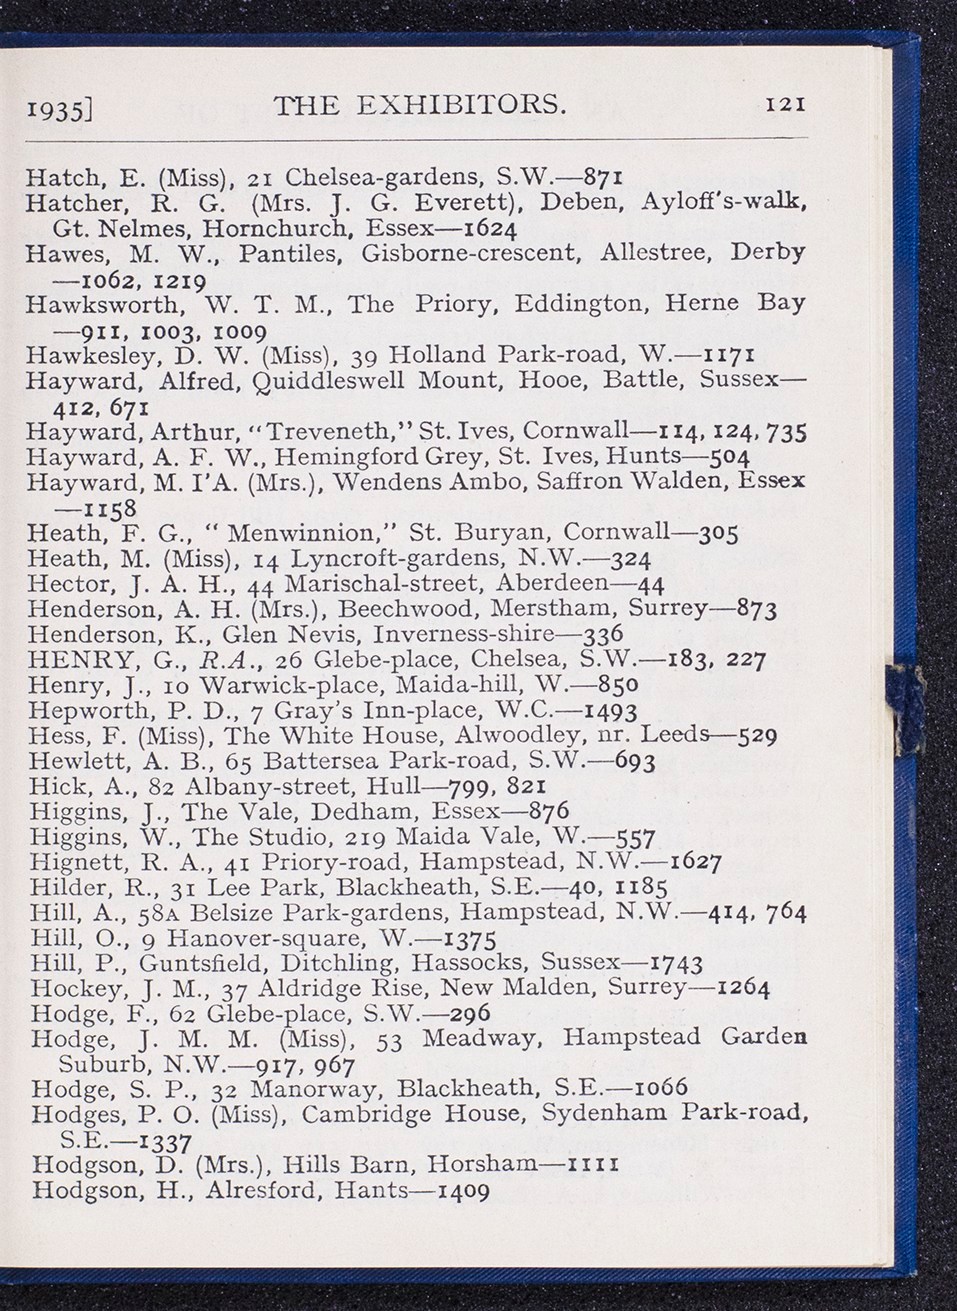 1935] THE EXHIBITORS. 121
Hatch, E. (Miss), 21 Chelsea-gardens, S.W.—871
Hatcher, R. G. (Mrs. J. G. Everett), Deben, Ayloff's-walk,
Gt. Nelmes, Hornchurch, Essex—1624
Hawes, M. W., Pantiles, Gisborne-crescent, Allestree, Derby
—1062, 1219
Hawksworth, W. T. M., The Priory, Eddington, Herne Bay
—911, 1003, 1009
Hawkesley, D. W. (Miss), 39 Holland Park-road, W.—1171
Hayward, Alfred, Quiddleswell Mount, Hooe, Battle, Sussex—
412, 671
Hayward, Arthur, “Treveneth,” St. Ives, Cornwall—114, 124, 735
Hayward, A. F. W., Hemingford Grey, St. Ives, Hunts—504
Hayward, M. I'A. (Mrs.), Wendens Ambo, Saffron Walden, Essex
—1158
Heath, F. G., “ Menwinnion,” St. Buryan, Cornwall—305
Heath, M. (Miss), 14 Lyncroft-gardens, N.W.—324
Hector, J. A. H., 44 Marischal-street, Aberdeen—44
Henderson, A. H. (Mrs.), Beechwood, Merstham, Surrey—873
Henderson, K., Glen Nevis, Inverness-shire—336
HENRY, G., R.A., 26 Glebe-place, Chelsea, S.W.—183, 227
Henry, J., 10 Warwick-place, Maida-hill, W.—850
Hepworth, P. D., 7 Gray's Inn-place, W.C.—1493
Hess, F. (Miss), The White House, Alwoodley, nr. Leeds—529
Hewlett, A. B., 65 Battersea Park-road, S.W.—693
Hick, A., 82 Albany-street, Hull—799, 821
Higgins, J., The Vale, Dedham, Essex—876
Higgins, W., The Studio, 219 Maida Vale, W.—557
Hignett, R. A., 41 Priory-road, Hampstead, N.W.—1627
Hilder, R., 31 Lee Park, Blackheath, S.E.—40, 1185
Hill, A., 58A Belsize Park-gardens, Hampstead, N.W.—414, 764
Hill, O., 9 Hanover-square, W.—1375
Hill, P., Guntsfield, Ditchling, Hassocks, Sussex—1743
Hockey, J. M., 37 Aldridge Rise, New Malden, Surrey—1264
Hodge, F., 62 Glebe-place, S.W.—296
Hodge, J. M. M. (Miss), 53 Meadway, Hampstead Garden
Suburb, N.W.—917, 967
Hodge, S. P., 32 Manorway, Blackheath, S.E.—1066
Hodges, P. O. (Miss), Cambridge House, Sydenham Park-road,
S.E.—1337
Hodgson, D. (Mrs.), Hills Barn, Horsham—1111
Hodgson, H., Alresford, Hants—1409